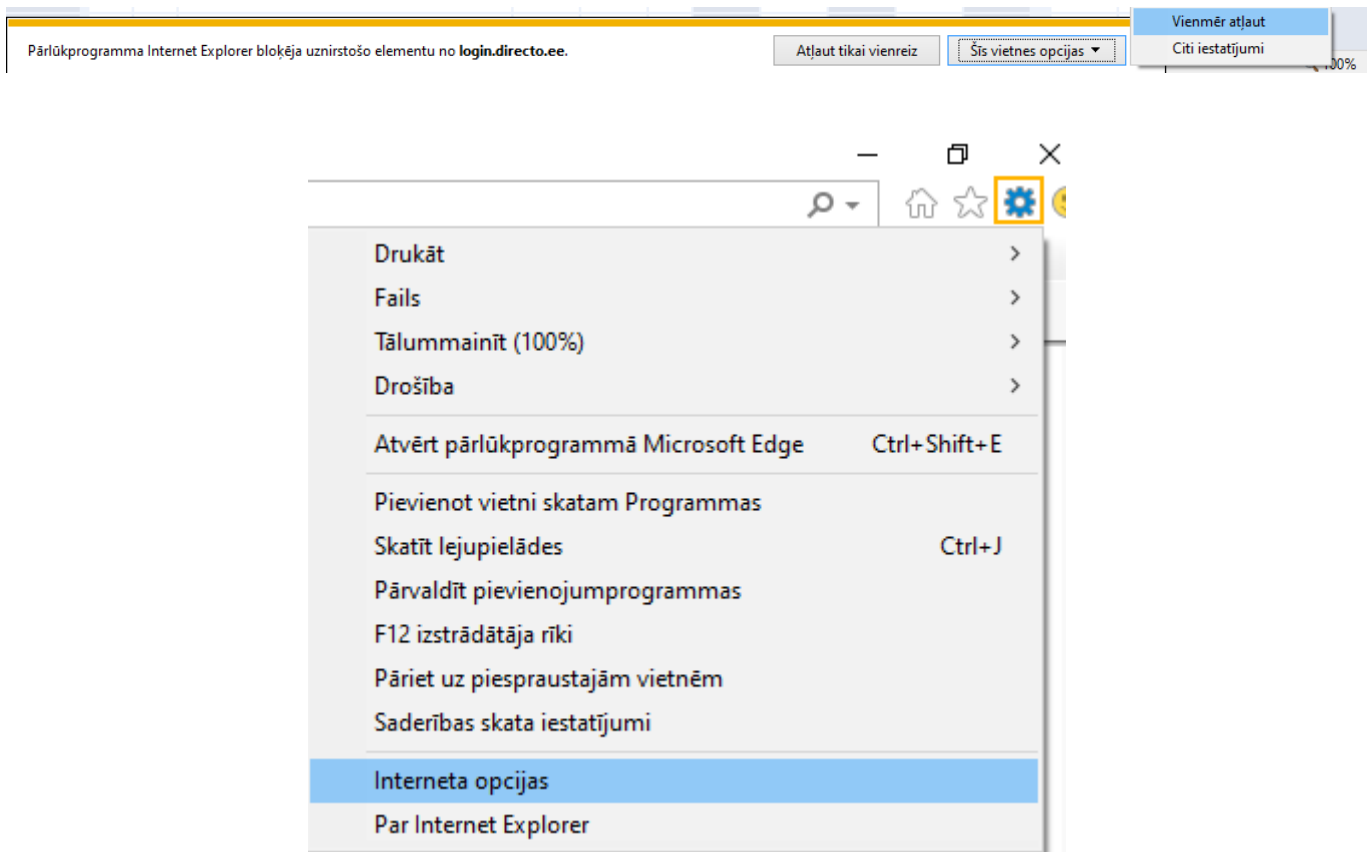 Vienmēr atļaut
Pārlūkprogramma Internet Explorer bloķēja uznirstošo elementu no login.directo.ee. Atļaut tikai vienreiz Šīs vietnes opcijas Citi iestatījumi
100%
Drukāt
Fails
Tālummainīt (100%)
Drošība
Atvērt pārlūkprogrammā Microsoft Edge Ctrl+Shift+E
Pievienot vietni skatam Programmas
Skatīt lejupielādes Ctrl+J
Pārvaldīt pievienojumprogrammas
F12 izstrādātāja rīki
Pāriet uz piespraustajām vietnēm
Saderības skata iestatījumi
Interneta opcijas
Par Internet Explorer